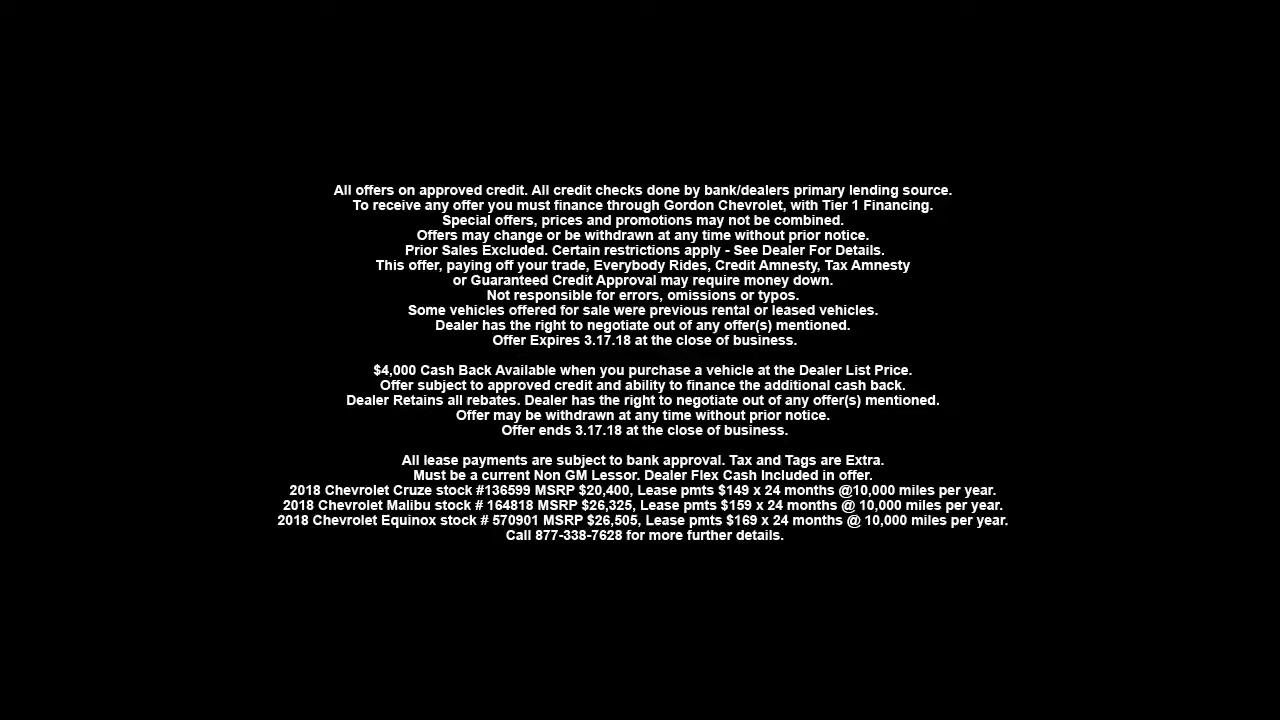 All offers on approved credit. All credit checks done by bank/dealers primary lending source.
To receive any offer you must finance through Gordon Chevrolet, with Tier 1 Financing.
Special offers, prices and promotions may not be combined.
Offers may change or be withdrawn at any time without prior notice.
Prior Sales Excluded. Certain restrictions apply - See Dealer For Details.
This offer, paying off your trade, Everybody Rides, Credit Amnesty, Tax Amnesty
or Guaranteed Credit Approval may require money down.
Not responsible for errors, omissions or typos.
Some vehicles offered for sale were previous rental or leased vehicles.
Dealer has the right to negotiate out of any offer(s) mentioned.
Offer Expires 3.17.18 at the close of business.
$4,000 Cash Back Available when you purchase a vehicle at the Dealer List Price.
Offer subject to approved credit and ability to finance the additional cash back.
Dealer Retains all rebates. Dealer has the right to negotiate out of any offer(s) mentioned.
Offer may be withdrawn at any time without prior notice.
Offer ends 3.17.18 at the close of business.
All lease payments are subject to bank approval. Tax and Tags are Extra.
Must be a current Non GM Lessor. Dealer Flex Cash Included in offer.
2018 Chevrolet Cruze stock #136599 MSRP $20,400, Lease pmts $149 x 24 months @10,000 miles per year.
2018 Chevrolet Malibu stock # 164818 MSRP $26,325, Lease pmts $159 x 24 months @ 10,000 miles per year.
2018 Chevrolet Equinox stock # 570901 MSRP $26,505, Lease pmts $169 x 24 months @ 10,000 miles per year.
Call 877-338-7628 for more further details.